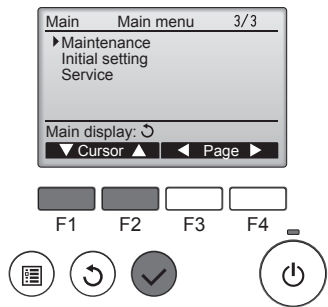 Main Main menu 3/3
Maintenance
Initial setting
Service
Main display:
Cursor Page
F1 F2 F3 F4